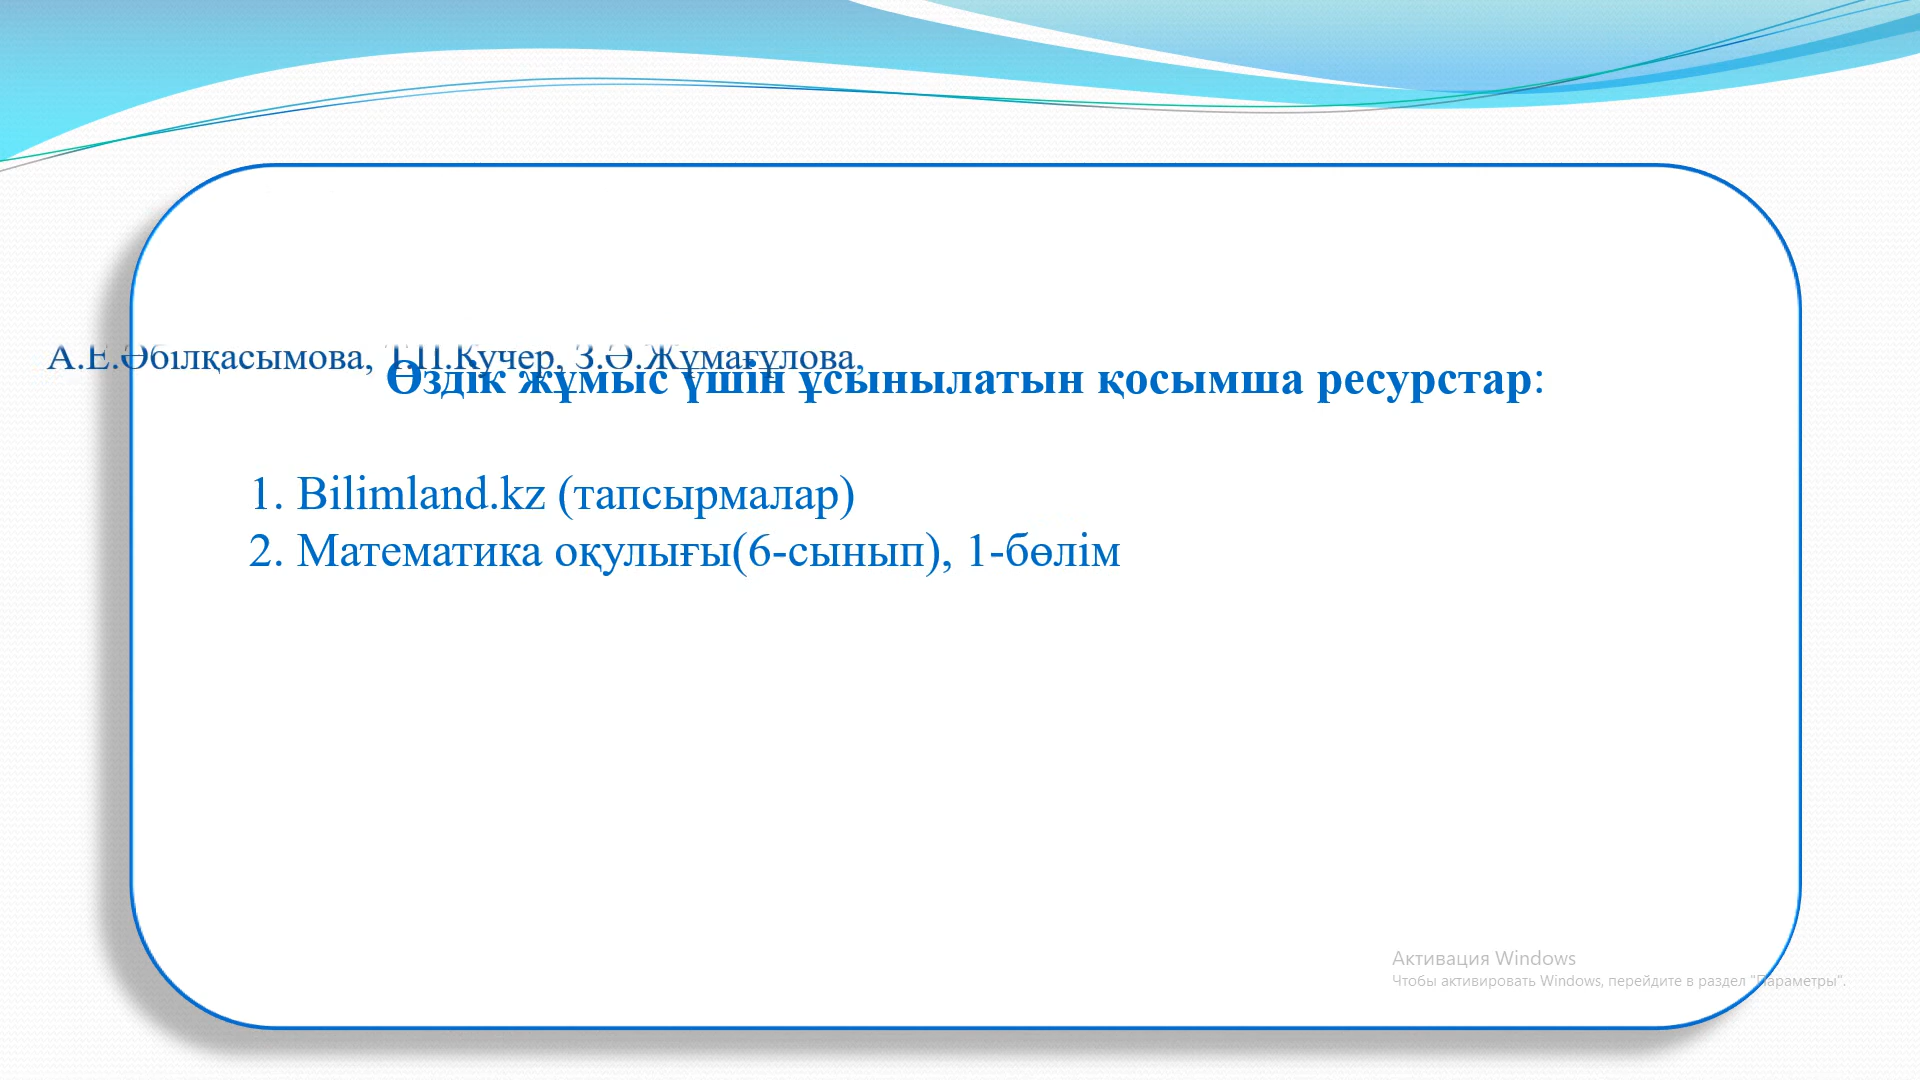 А.Е.Әбілқасымова, Т.П.Кучер, З.Ә.Жұмағұлова,
Өздік жұмыс үшін ұсынылатын қосымша ресурстар:
1. Bilimland.kz (тапсырмалар)
2. Математика оқулығы(6-сынып), 1-бөлім
Активация Windows
Чтобы активировать Windows, перейдите в раздел "Параметры".